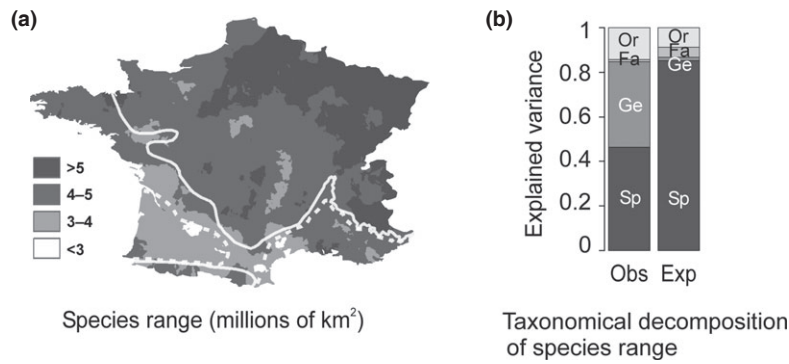 (a)
>5
4–5
3–4
<3
Species range (millions of km²)
(b)
Explained variance
1
0.8
0.6
0.4
0.2
0
Or
Fa
Ge
Sp
Or
Ge
Sp
Obs Exp
Taxonomical decomposition
of species range